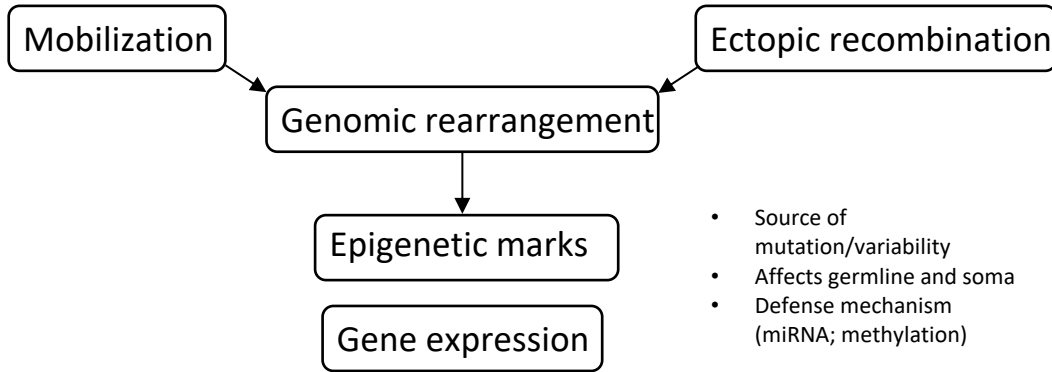 Mobilization
Ectopic recombination
Genomic rearrangement
Epigenetic marks
Gene expression
• Source of
mutation/variability
• Affects germline and soma
• Defense mechanism
(miRNA; methylation)